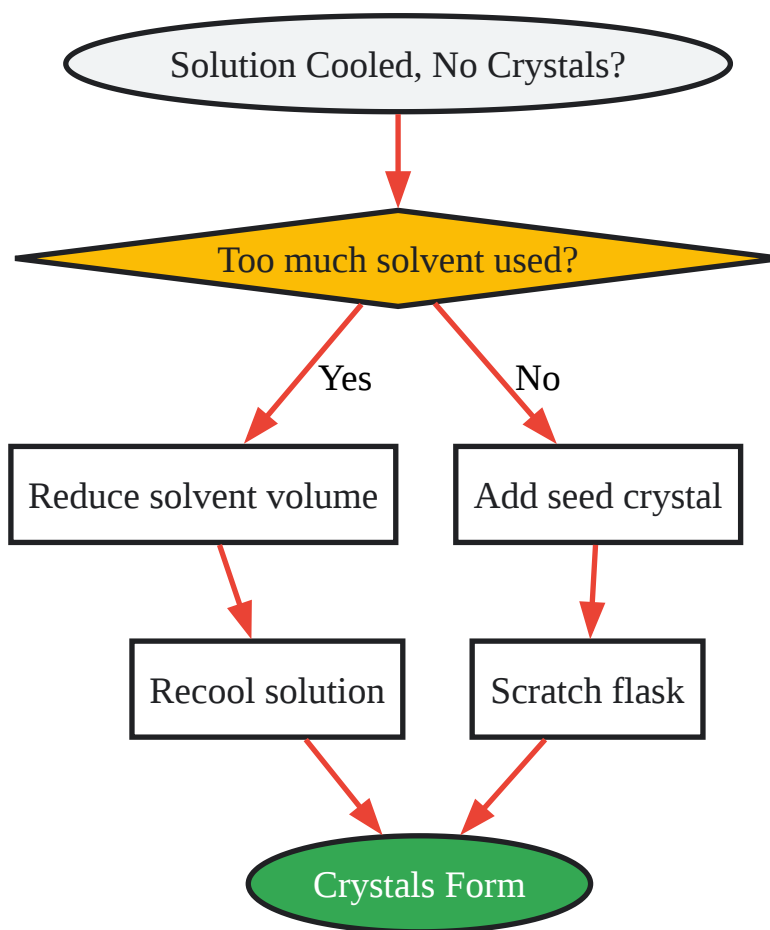 Solution Cooled, No Crystals?
Too much solvent used?
Yes
No
Reduce solvent volume
Add seed crystal
Recool solution
Scratch flask
Crystals Form